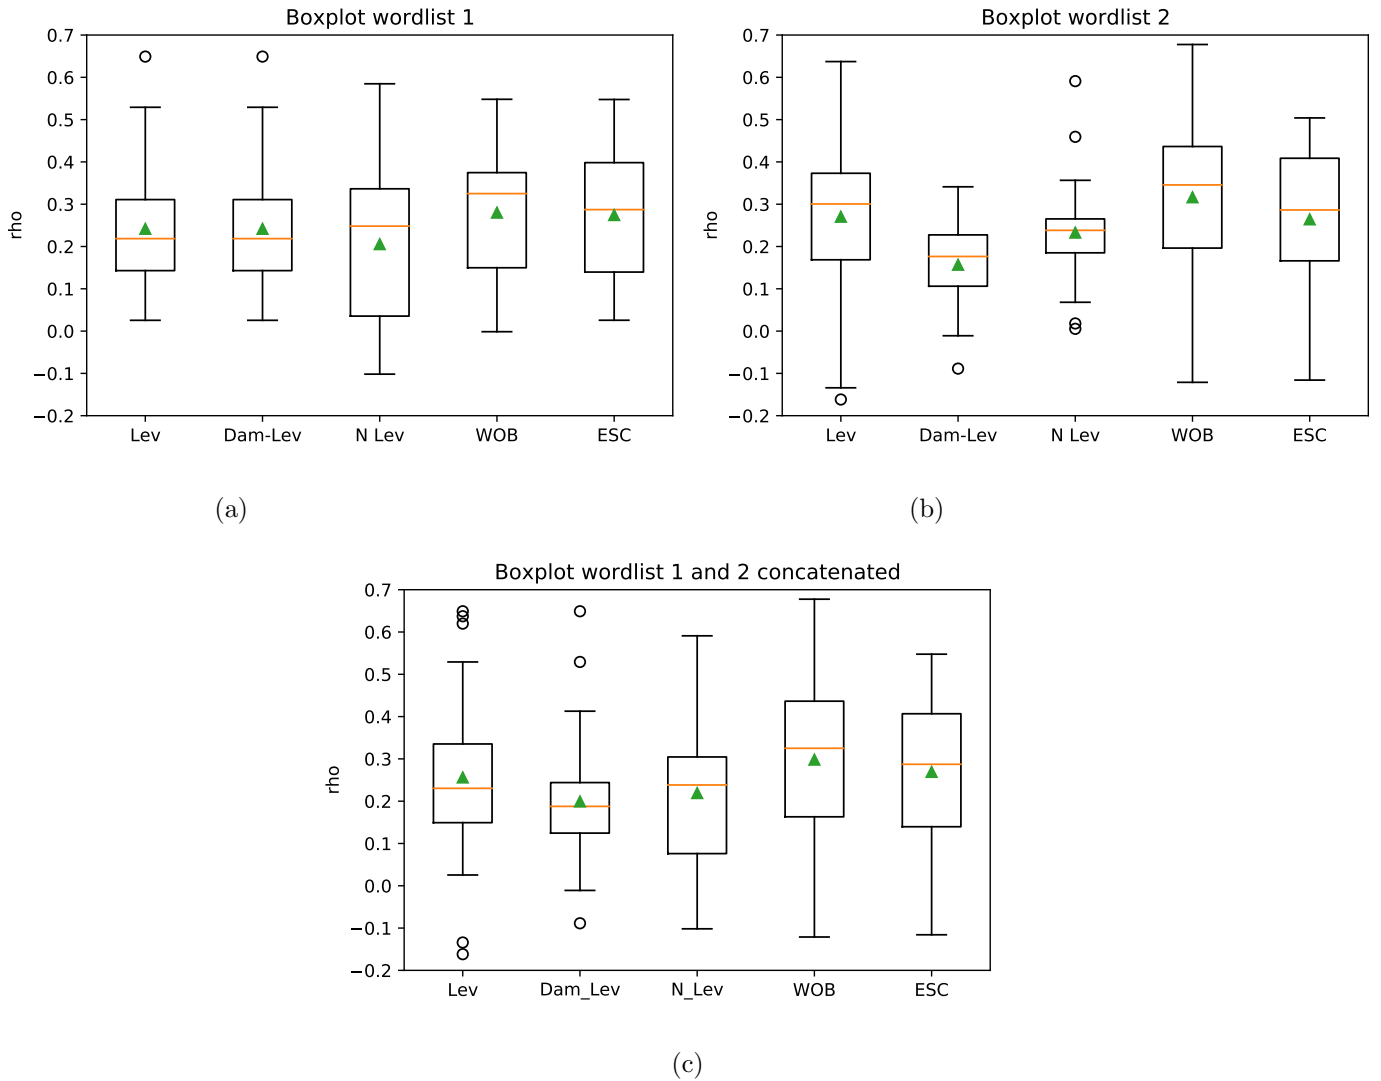 Boxplot wordlist 1
0.7
0.6
0.5
0.4
0.3
0.2
0.1
0.0
−0.1
−0.2
rho
Lev Dam-Lev N Lev WOB ESC
(a)
Boxplot wordlist 2
0.7
0.6
0.5
0.4
0.3
0.2
0.1
0.0
−0.1
−0.2
rho
Lev Dam-Lev N Lev WOB ESC
(b)
Boxplot wordlist 1 and 2 concatenated
0.7
0.6
0.5
0.4
0.3
0.2
0.1
0.0
−0.1
−0.2
rho
Lev Dam_Lev N_Lev WOB ESC
(c)